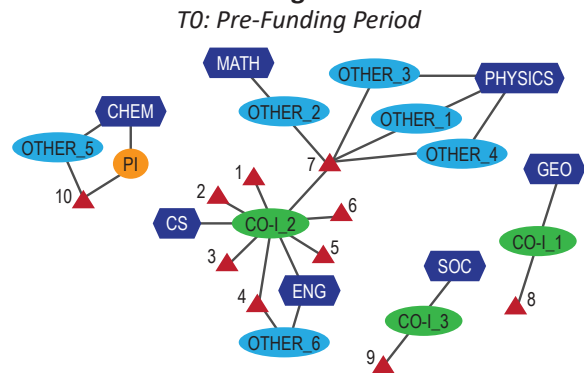 T0: Pre-Funding Period
MATH
OTHER_3
PHYSICS
CHEM
OTHER_2
OTHER_1
OTHER_5
PI
7
OTHER_4
10
1
GEO
2
6
CS
CO-I_2
CO-I_1
3
5
SOC
4
ENG
8
CO-I_3
OTHER_6
9